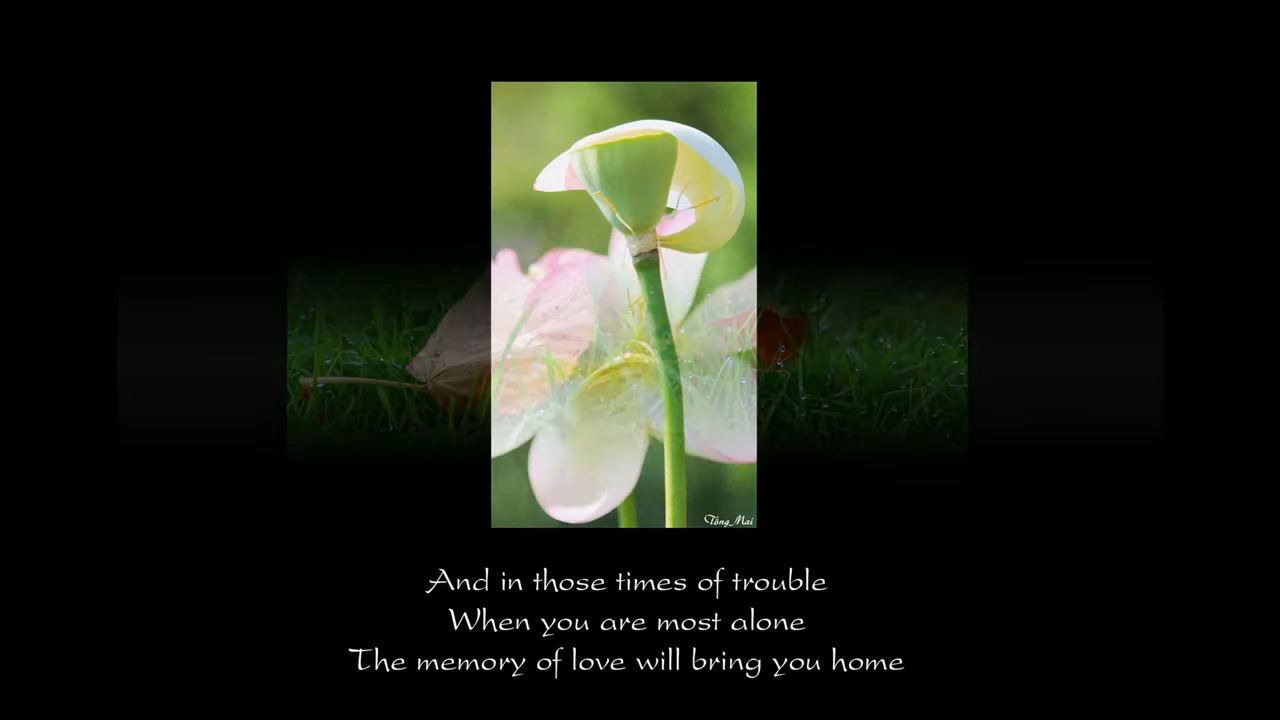 Tống Mai
And in those times of trouble
When you are most alone
The memory of love will bring you home